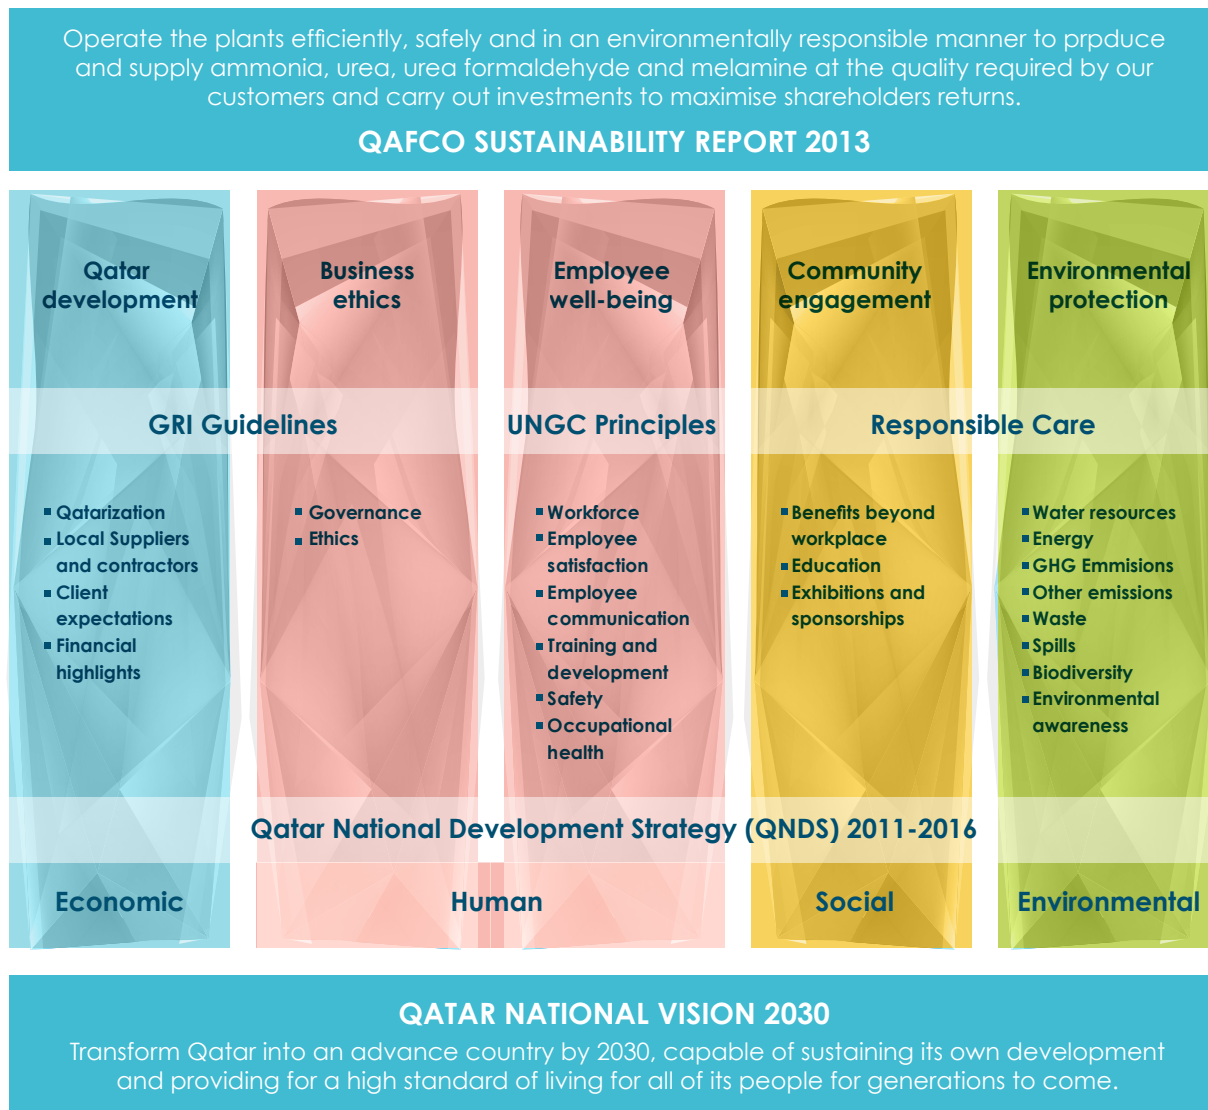 Operate the plants efficiently, safely and in an environmentally responsible manner to prpduce
and supply ammonia, urea, urea formaldehyde and melamine at the quality required by our
customers and carry out investments to maximise shareholders returns.
QAFCO SUSTAINABILITY REPORT 2013
Qatar
development
Business
ethics
Employee
well-being
Community
engagement
Environmental
protection
GRI Guidelines
UNGC Principles
Responsible Care
▪ Qatarization
▪ Local Suppliers
and contractors
▪ Client
expectations
▪ Financial
highlights
▪ Governance
▪ Ethics
▪ Workforce
▪ Employee
satisfaction
▪ Employee
communication
▪ Training and
development
▪ Safety
▪ Occupational
health
▪ Benefits beyond
workplace
▪ Education
▪ Exhibitions and
sponsorships
▪ Water resources
▪ Energy
▪ GHG Emmisions
▪ Other emissions
▪ Waste
▪ Spills
▪ Biodiversity
▪ Environmental
awareness
Qatar National Development Strategy (QNDS) 2011-2016
Economic
Human
Social
Environmental
QATAR NATIONAL VISION 2030
Transform Qatar into an advance country by 2030, capable of sustaining its own development
and providing for a high standard of living for all of its people for generations to come.